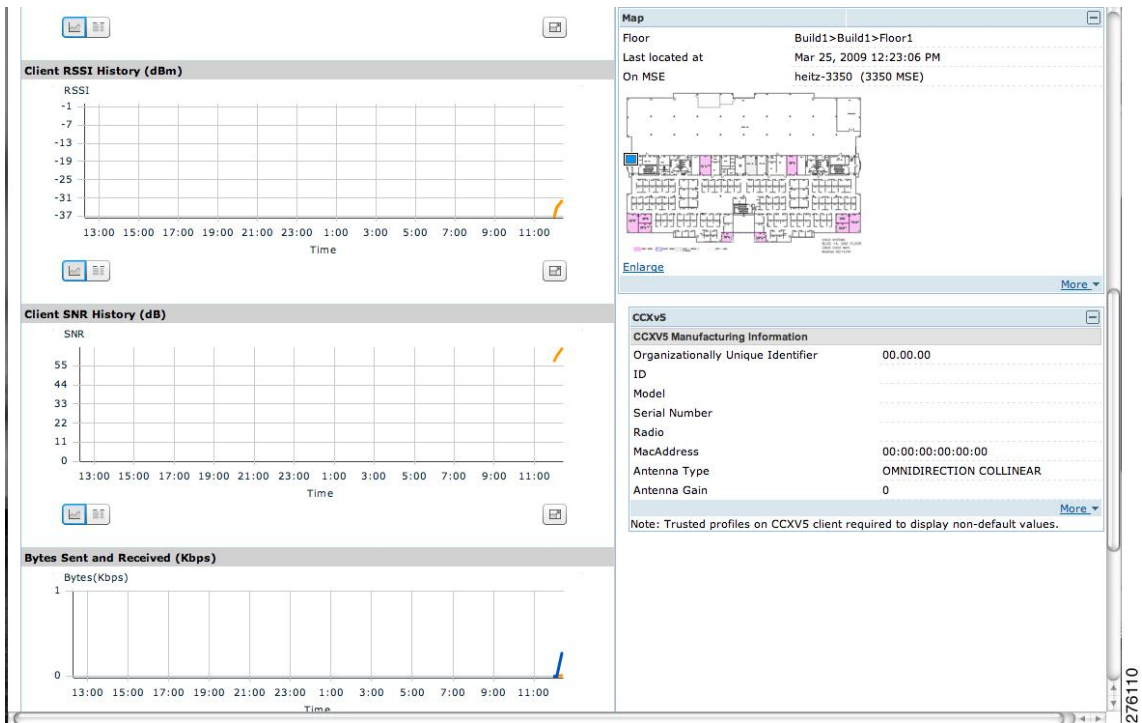 Client RSSI History (dBm)
RSSI
-1
-7
-13
-19
-25
-31
-37
13:00 15:00 17:00 19:00 21:00 23:00 1:00 3:00 5:00 7:00 9:00 11:00
Time
Client SNR History (dB)
SNR
55
44
33
22
11
0
13:00 15:00 17:00 19:00 21:00 23:00 1:00 3:00 5:00 7:00 9:00 11:00
Time
Bytes Sent and Received (Kbps)
Bytes(Kbps)
1
0
13:00 15:00 17:00 19:00 21:00 23:00 1:00 3:00 5:00 7:00 9:00 11:00
Time
Map
Floor Build1>Build1>Floor1
Last located at Mar 25, 2009 12:23:06 PM
On MSE heitz-3350 (3350 MSE)
Enlarge
More
CCXv5
CCXV5 Manufacturing Information
Organizationally Unique Identifier 00.00.00
ID
Model
Serial Number
Radio
MacAddress 00:00:00:00:00:00
Antenna Type OMNIDIRECTION COLLINEAR
Antenna Gain 0
More
Note: Trusted profiles on CCXV5 client required to display non-default values.
276110